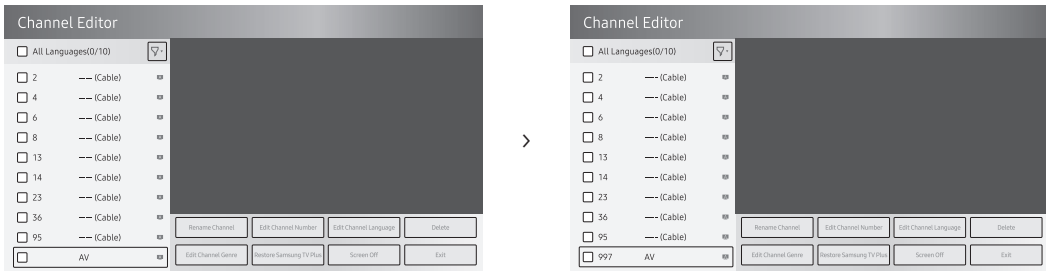 Channel Editor
All Languages(0/10)
2 –– (Cable)
4 –– (Cable)
6 –– (Cable)
8 –– (Cable)
13 –– (Cable)
14 –– (Cable)
23 –– (Cable)
36 –– (Cable)
95 –– (Cable)
AV
Rename Channel Edit Channel Number Edit Channel Language Delete
Edit Channel Genre Restore Samsung TV Plus Screen Off Exit
>
Channel Editor
All Languages(0/10)
2 –-- (Cable)
4 –-- (Cable)
6 –-- (Cable)
8 –-- (Cable)
13 –-- (Cable)
14 –-- (Cable)
23 –-- (Cable)
36 –-- (Cable)
95 –-- (Cable)
997 AV
Rename Channel Edit Channel Number Edit Channel Language Delete
Edit Channel Genre Restore Samsung TV Plus Screen Off Exit